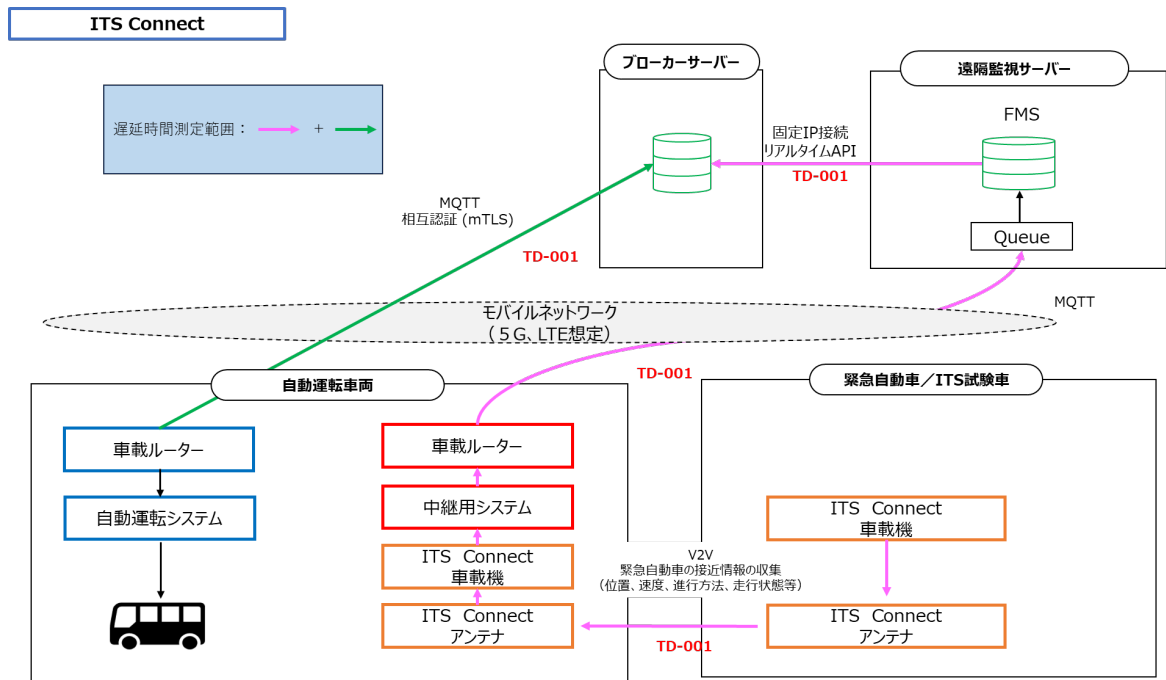 ITS Connect
遅延時間測定範囲： +
ブローカーサーバー
遠隔監視サーバー
FMS
固定IP接続
リアルタイムAPI
TD-001
Queue
MQTT
相互認証 (mTLS)
TD-001
MQTT
モバイルネットワーク
（５G、LTE想定）
TD-001
自動運転車両
緊急自動車／ITS試験車
車載ルーター
自動運転システム
車載ルーター
中継用システム
ITS Connect
車載機
ITS Connect
アンテナ
V2V
緊急自動車の接近情報の収集
（位置、速度、進行方法、走行状態等）
TD-001
ITS Connect
車載機
ITS Connect
アンテナ